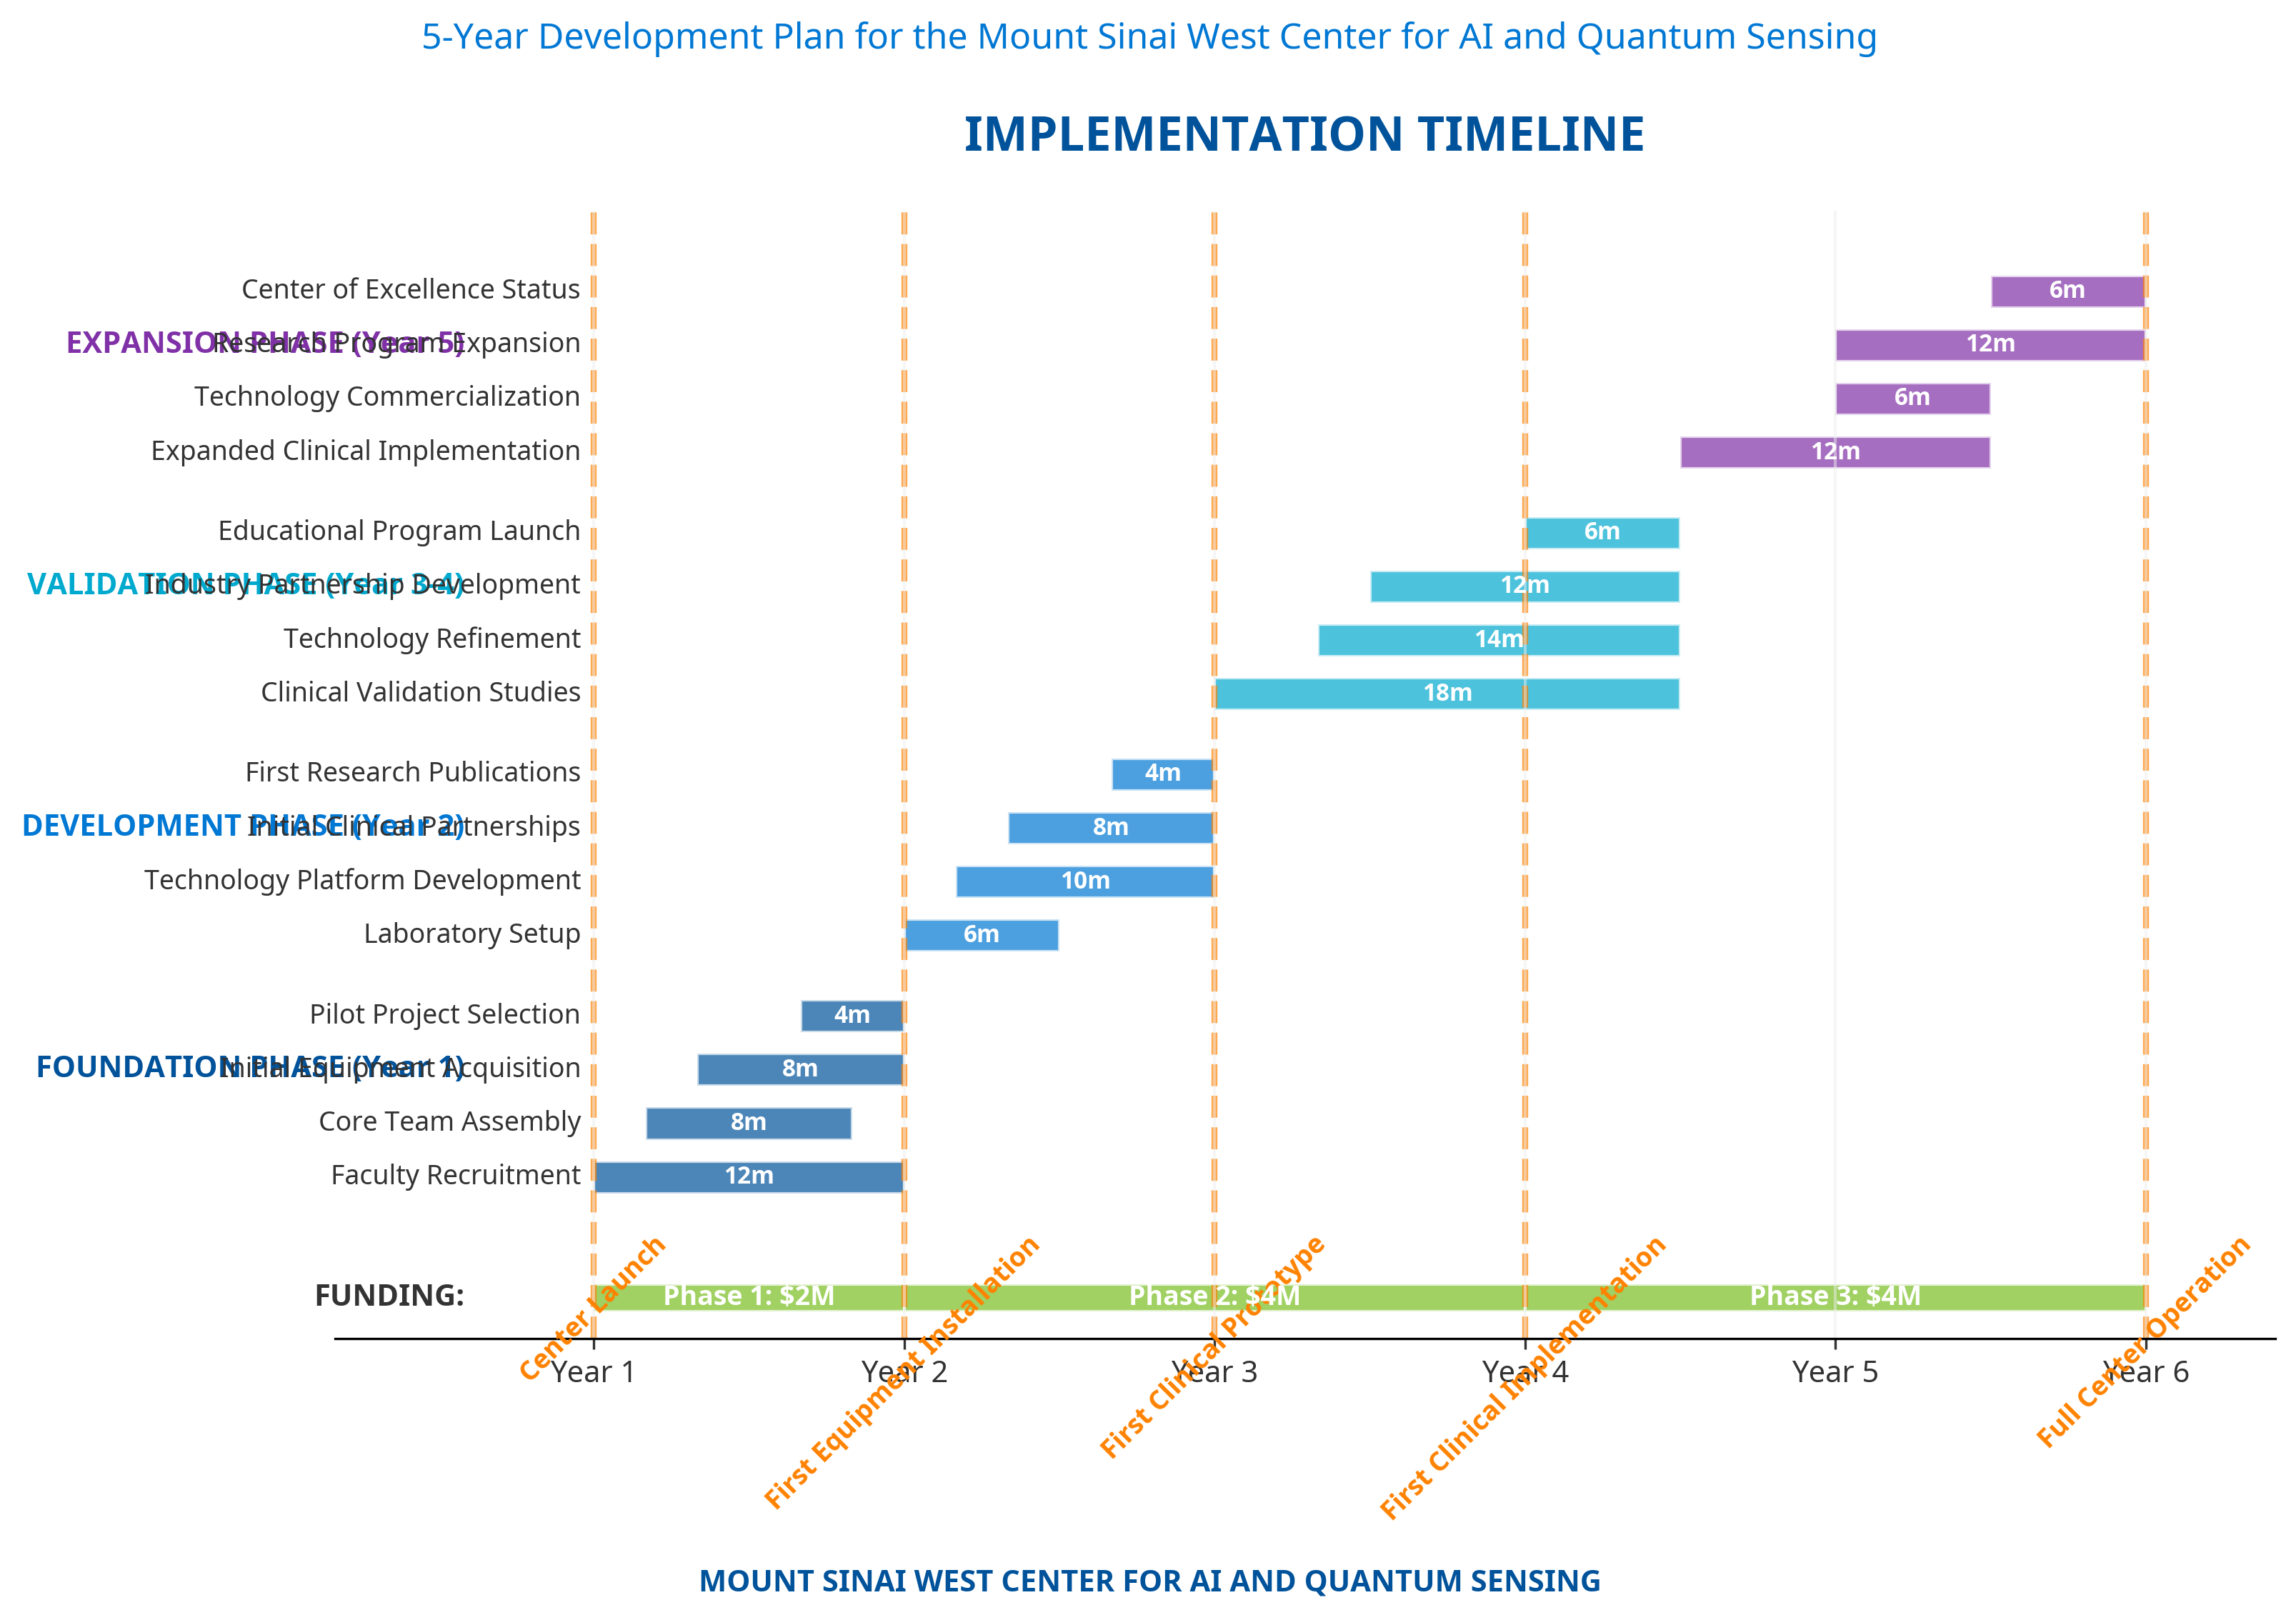 5-Year Development Plan for the Mount Sinai West Center for AI and Quantum Sensing
IMPLEMENTATION TIMELINE
Center of Excellence Status
6m
EXPANSION PHASE (Year 5)
Research Program Expansion
12m
Technology Commercialization
6m
Expanded Clinical Implementation
12m
Educational Program Launch
6m
VALIDATION PHASE (Year 3-4)
Industry Partnership Development
12m
Technology Refinement
14m
Clinical Validation Studies
18m
First Research Publications
4m
DEVELOPMENT PHASE (Year 2)
Initial Clinical Partnerships
8m
Technology Platform Development
10m
Laboratory Setup
6m
Pilot Project Selection
4m
FOUNDATION PHASE (Year 1)
Initial Equipment Acquisition
8m
Core Team Assembly
8m
Faculty Recruitment
12m
FUNDING:
Phase 1: $2M
Phase 2: $4M
Phase 3: $4M
Center Launch
First Equipment Installation
First Clinical Prototype
First Clinical Implementation
Full Center Operation
Year 1
Year 2
Year 3
Year 4
Year 5
Year 6
MOUNT SINAI WEST CENTER FOR AI AND QUANTUM SENSING